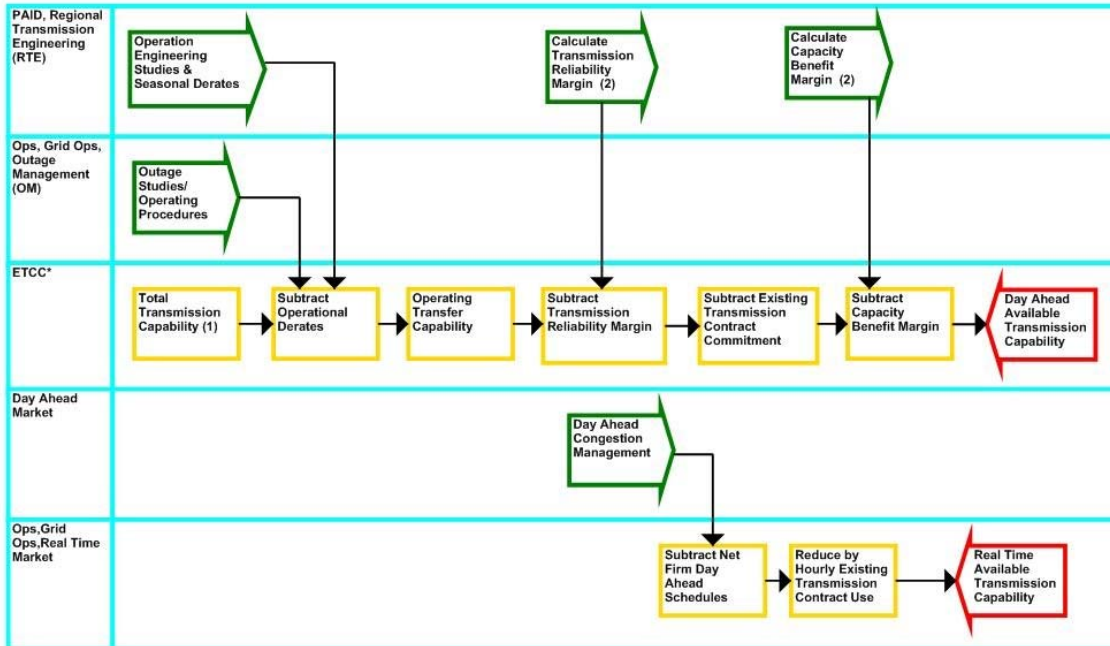 PAID, Regional
Transmission
Engineering
(RTE)
Operation
Engineering
Studies &
Seasonal Derates
Calculate
Transmission
Reliability
Margin (2)
Calculate
Capacity
Benefit
Margin (2)
Ops, Grid Ops,
Outage
Management
(OM)
Outage
Studies/
Operating
Procedures
ETCC*
Total
Transmission
Capability (1)
Subtract
Operational
Derates
Operating
Transfer
Capability
Subtract
Transmission
Reliability Margin
Subtract Existing
Transmission
Contract
Commitment
Subtract
Capacity
Benefit Margin
Day Ahead
Available
Transmission
Capability
Day Ahead
Market
Day Ahead
Congestion
Management
Ops,Grid
Ops,Real Time
Market
Subtract Net
Firm Day
Ahead
Schedules
Reduce by
Hourly Existing
Transmission
Contract Use
Real Time
Available
Transmission
Capability